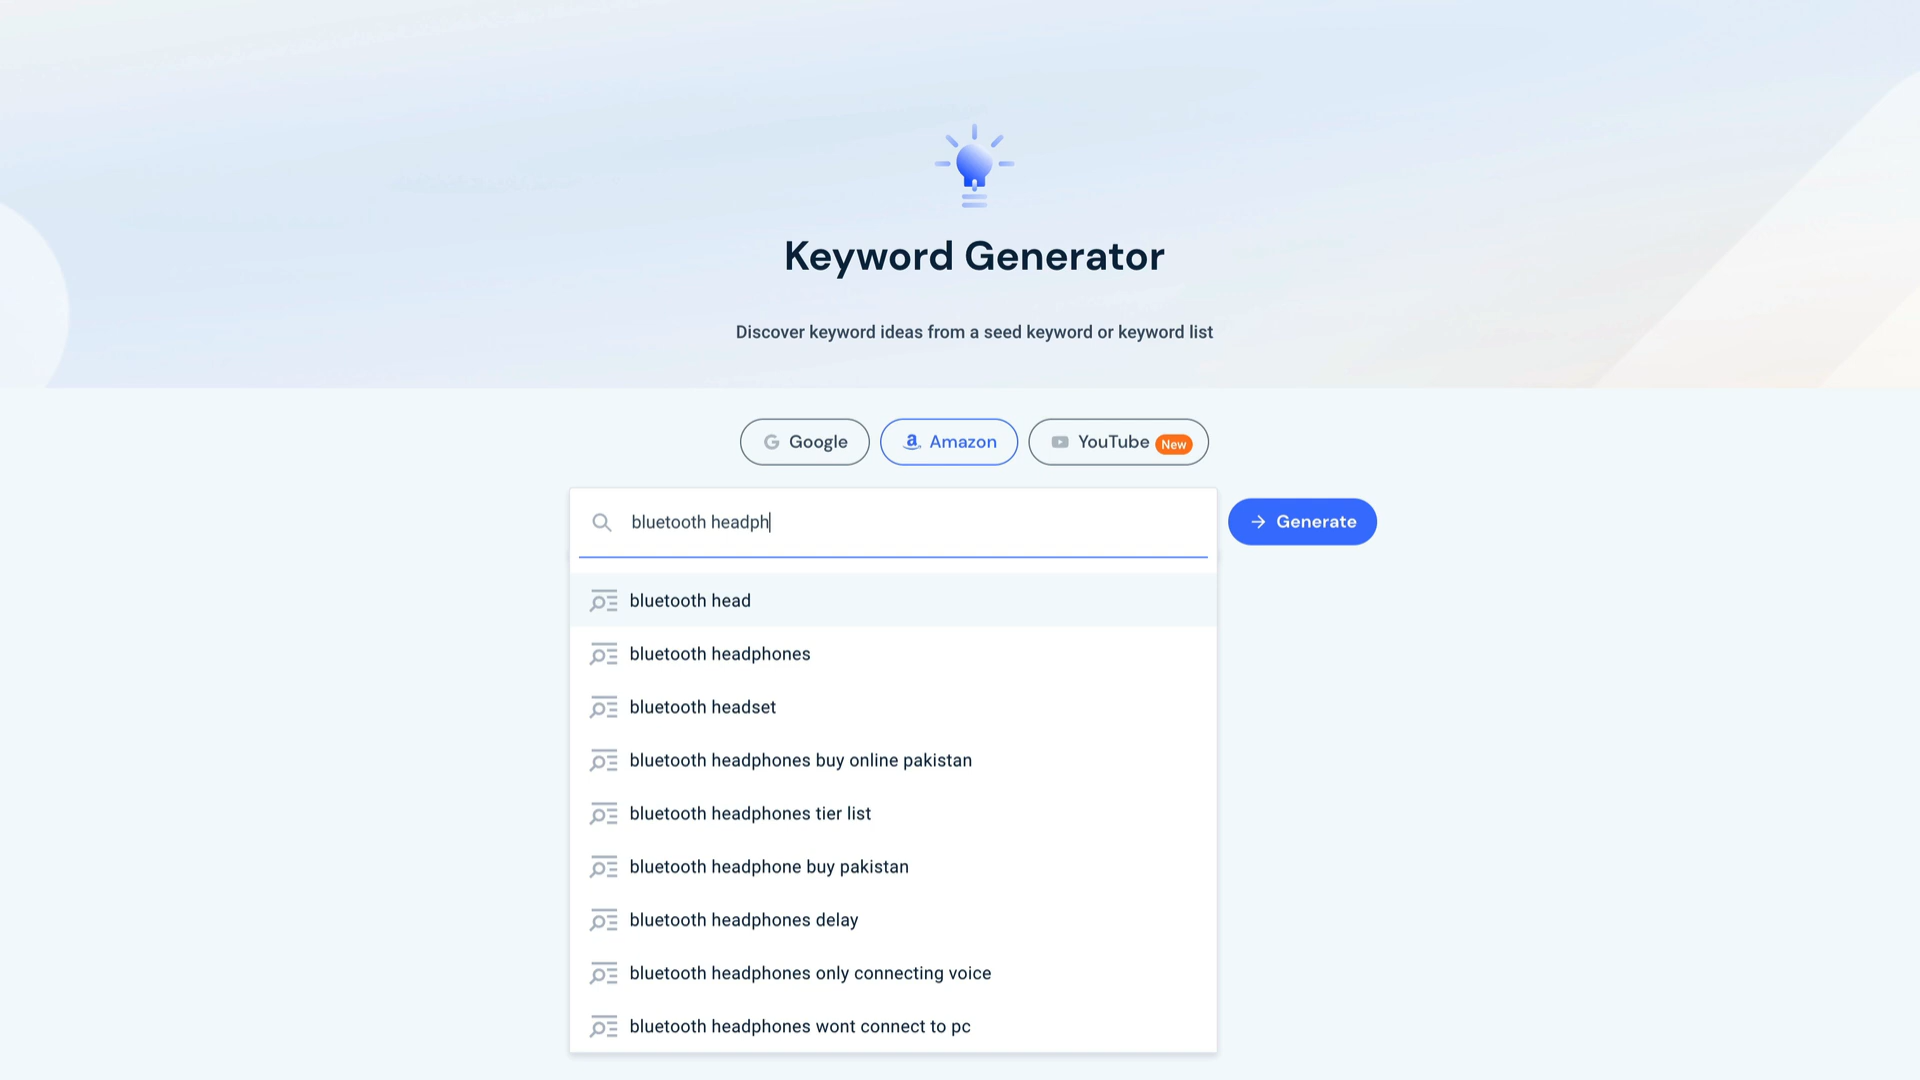 Keyword Generator
Discover keyword ideas from a seed keyword or keyword list
Google
Amazon
YouTube New
bluetooth headph
Generate
bluetooth head
bluetooth headphones
bluetooth headset
bluetooth headphones buy online pakistan
bluetooth headphones tier list
bluetooth headphone buy pakistan
bluetooth headphones delay
bluetooth headphones only connecting voice
bluetooth headphones wont connect to pc